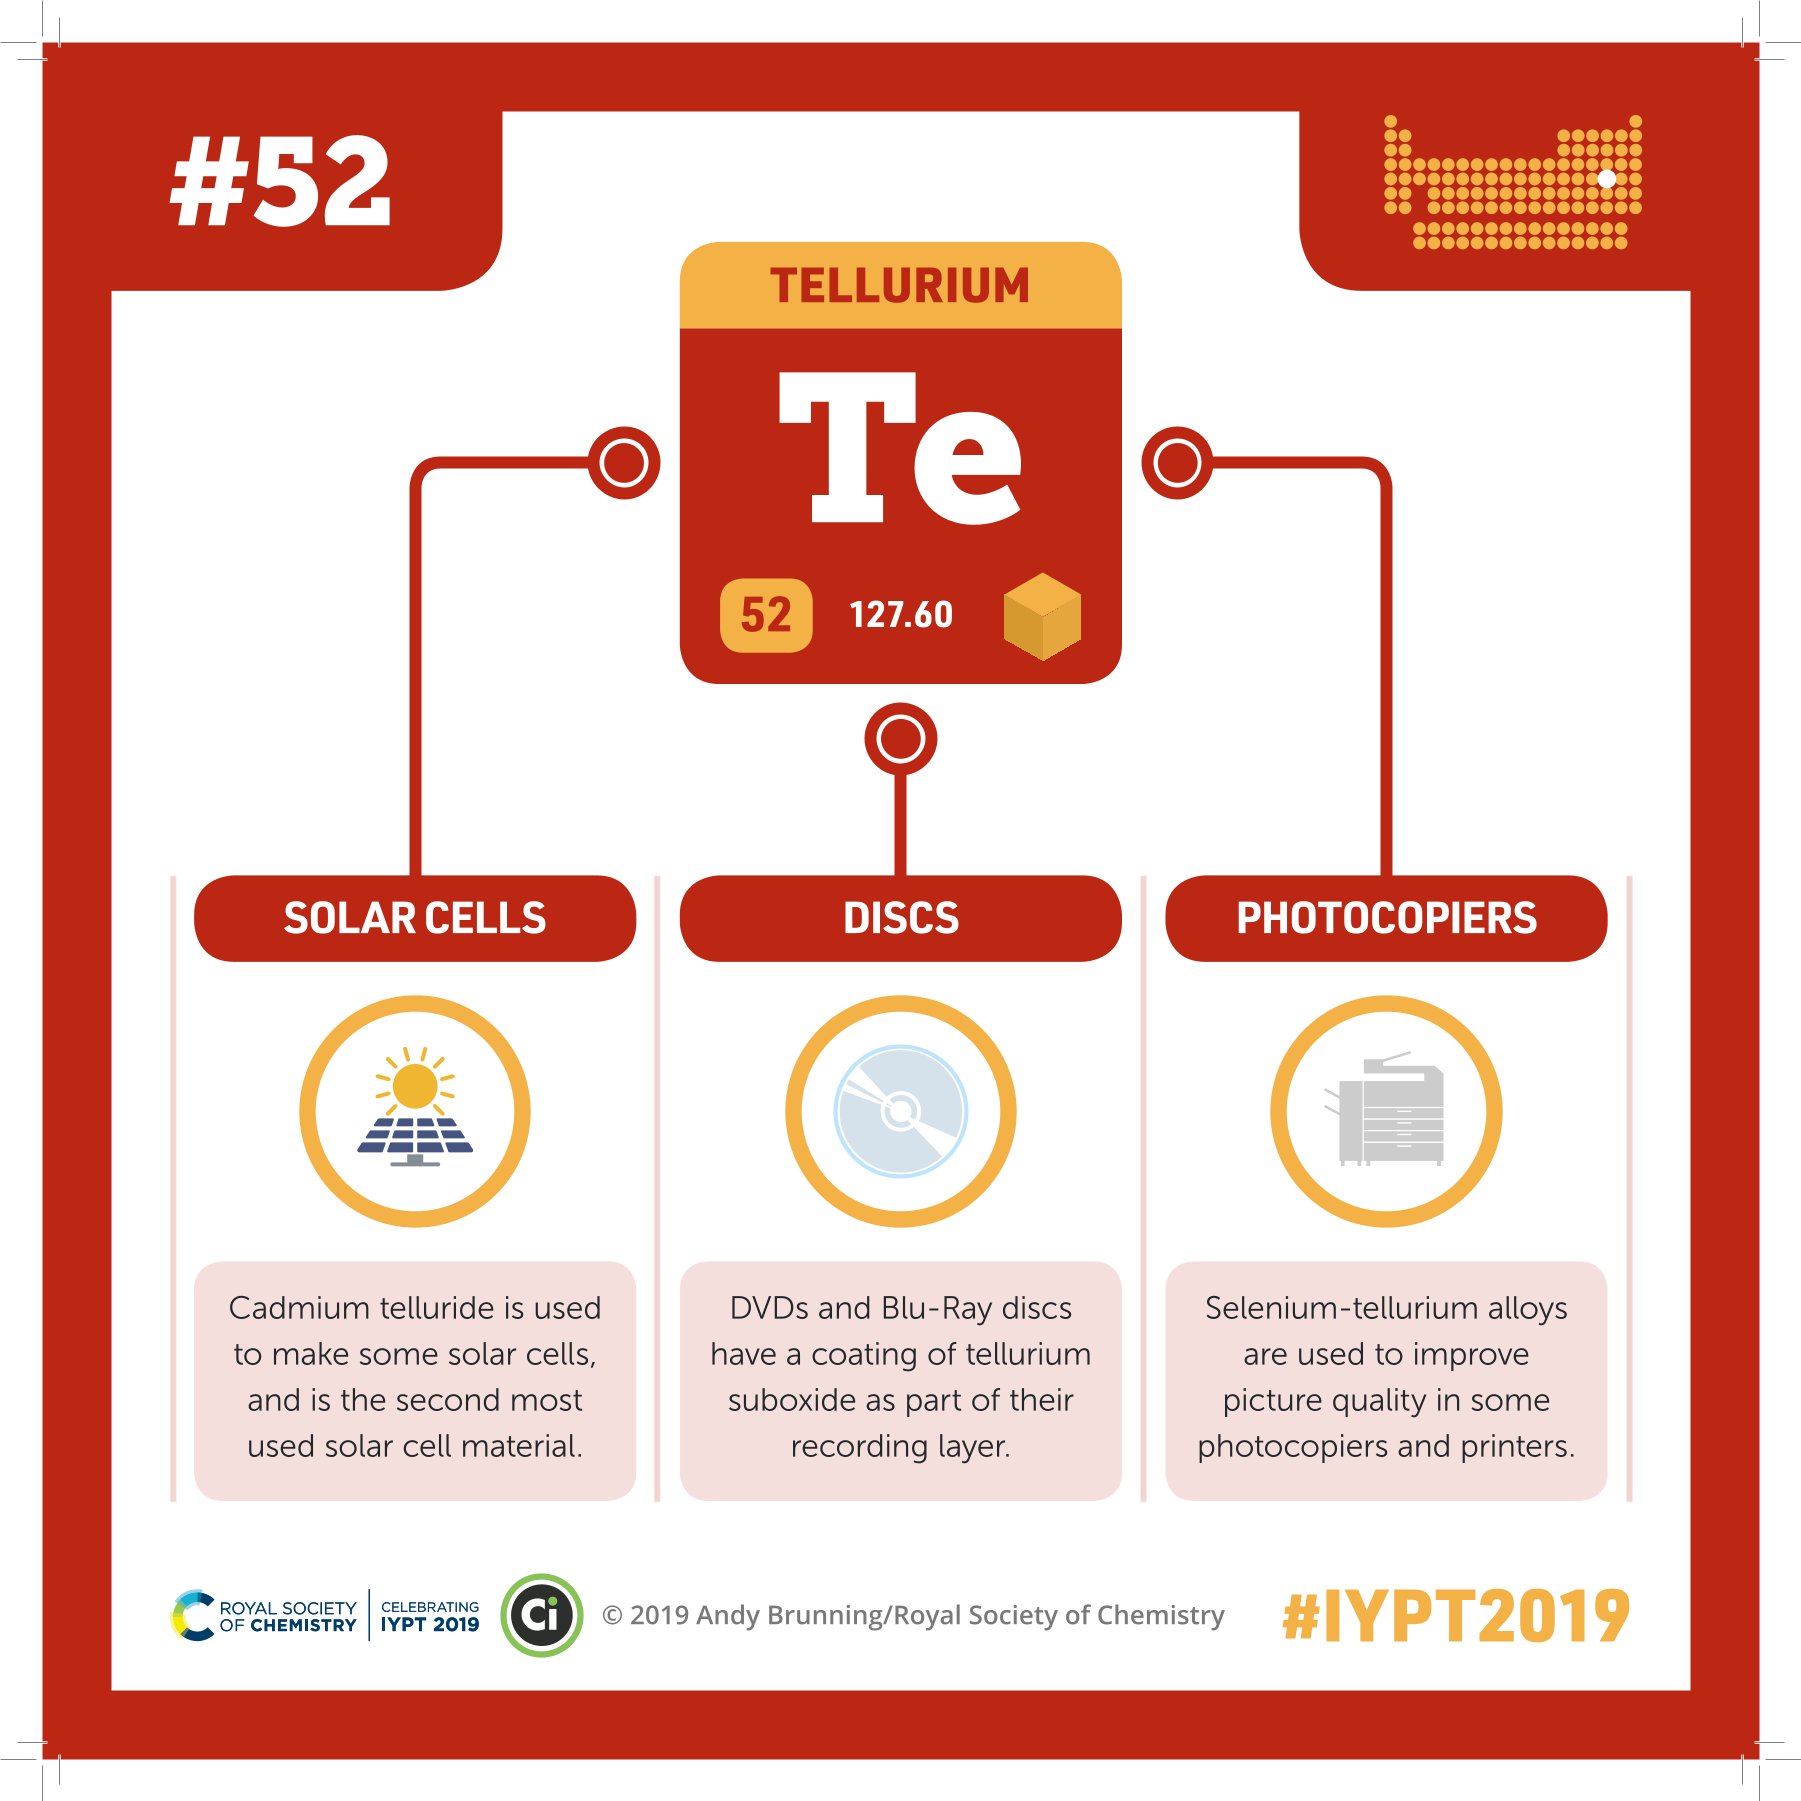 #52
TELLURIUM
Te
52 127.60
SOLAR CELLS
Cadmium telluride is used
to make some solar cells,
and is the second most
used solar cell material.
DISCS
DVDs and Blu-Ray discs
have a coating of tellurium
suboxide as part of their
recording layer.
PHOTOCOPIERS
Selenium-tellurium alloys
are used to improve
picture quality in some
photocopiers and printers.
ROYAL SOCIETY
OF CHEMISTRY
CELEBRATING
IYPT 2019
Ci
© 2019 Andy Brunning/Royal Society of Chemistry
#IYPT2019